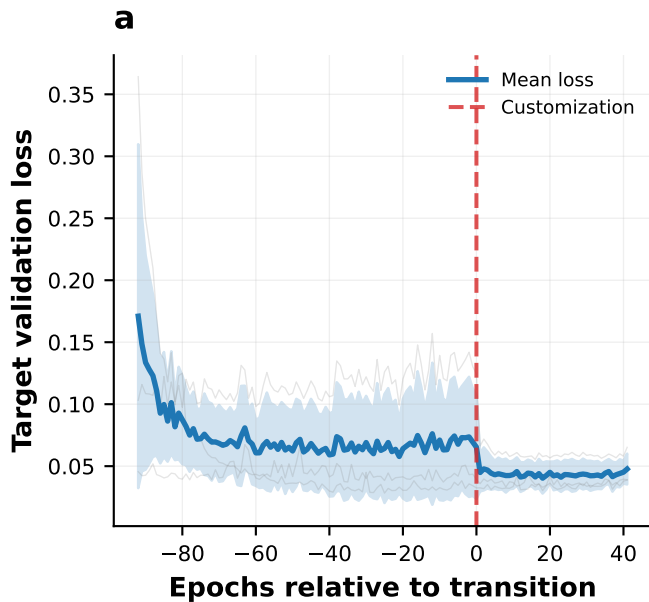 a
Mean loss
Customization
Target validation loss
0.35
0.30
0.25
0.20
0.15
0.10
0.05
−80 −60 −40 −20 0 20 40
Epochs relative to transition